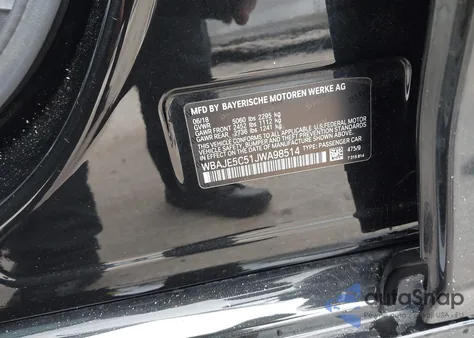 MFD BY BAYERISCHE MOTOREN WERKE AG
06/18 5060 lbs 2295 kg
GVWR
GAWR FRONT 2452 lbs 1112 kg
GAWR REAR 2736 lbs 1241 kg
THIS VEHICLE CONFORMS TO ALL APPLICABLE U.S. FEDERAL MOTOR
VEHICLE SAFETY, BUMPER, AND THEFT PREVENTION STANDARDS
IN EFFECT ON THE DATE OF MANUFACTURE SHOWN ABOVE.
WBAJE5C51JWA98514 TYPE: PASSENGER CAR
475/9
autoSnap